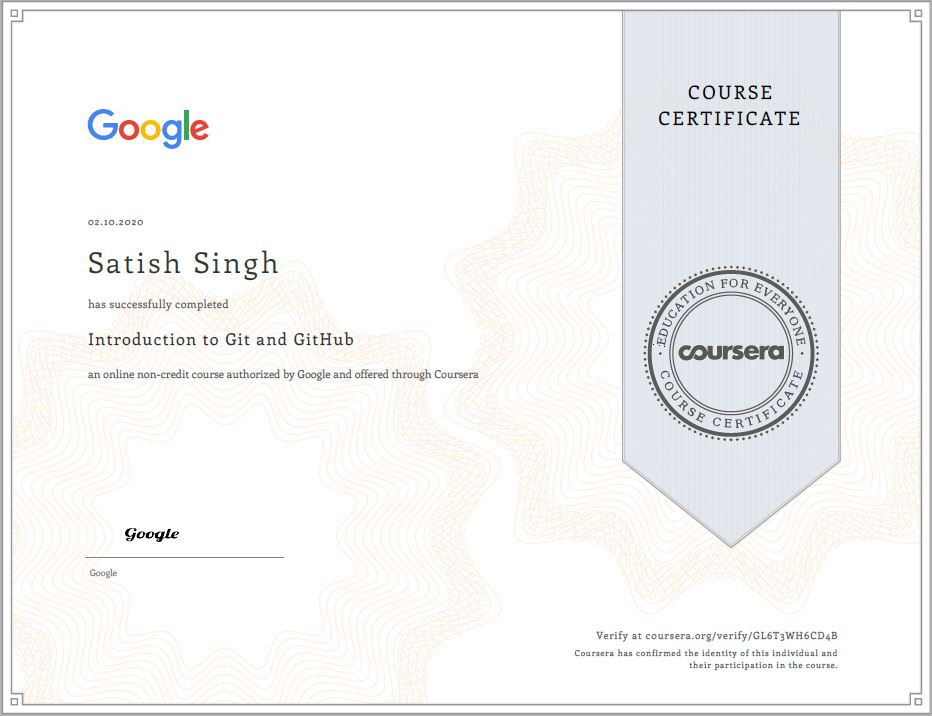 Google
02.10.2020
Satish Singh
has successfully completed
Introduction to Git and GitHub
an online non-credit course authorized by Google and offered through Coursera
Google
Google
COURSE
CERTIFICATE
EDUCATION FOR EVERYONE
coursera
COURSE CERTIFICATE
Verify at coursera.org/verify/GL6T3WH6CD4B
Coursera has confirmed the identity of this individual and
their participation in the course.